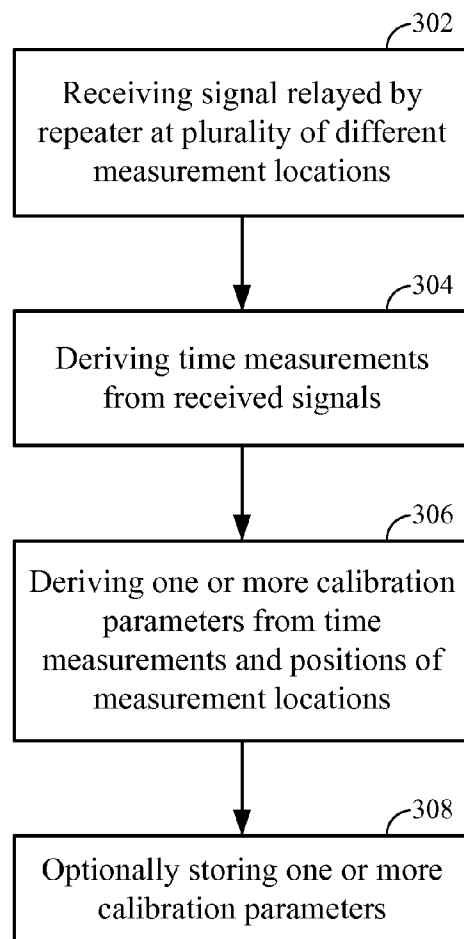 302
Receiving signal relayed by
repeater at plurality of different
measurement locations
304
Deriving time measurements
from received signals
306
Deriving one or more calibration
parameters from time
measurements and positions of
measurement locations
308
Optionally storing one or more
calibration parameters